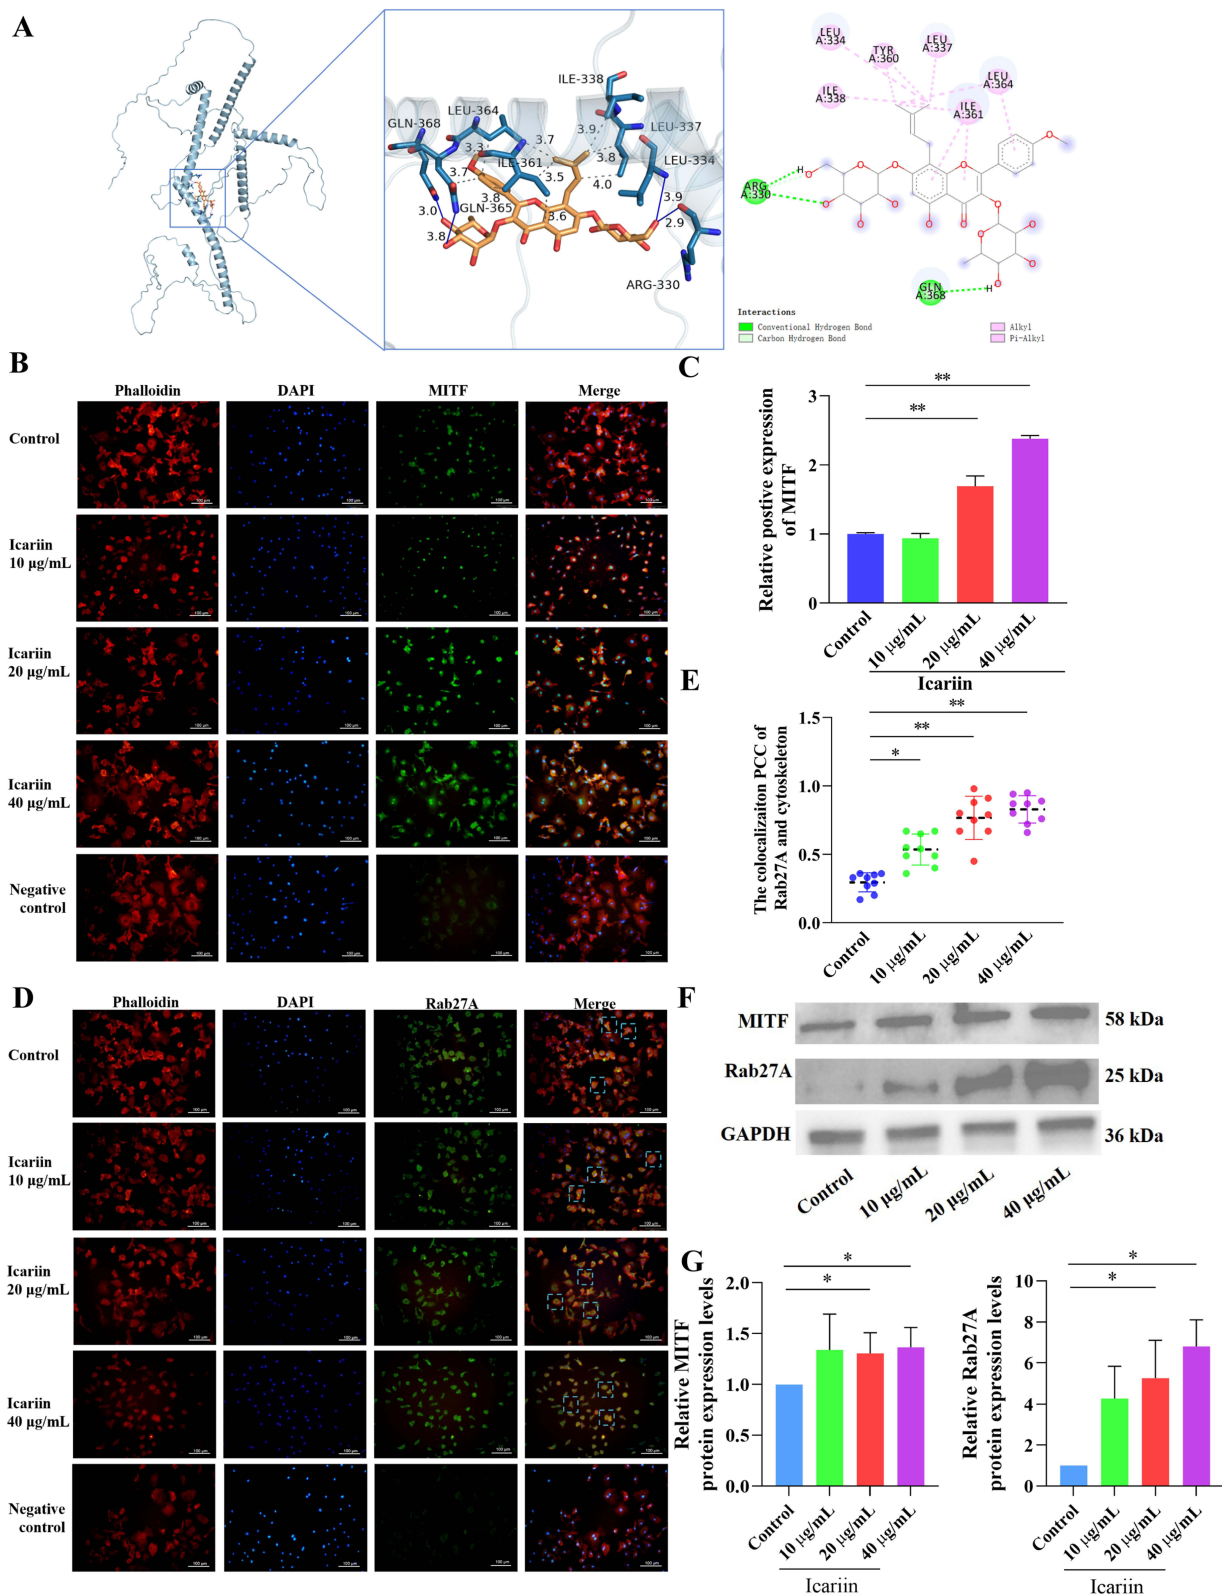 A
GLN-368
LEU-364
ILE-338
LEU-337
LEU-334
ILE-361
GLN-365
ARG-330
3.3
3.7
3.9
3.8
3.7
3.5
4.0
3.8
3.6
3.0
3.8
3.9
2.9
LEU
A:334
TYR
A:360
LEU
A:337
LEU
A:364
ILE
A:338
ILE
A:361
ARG
A:330
GLN
A:368
H
H
Interactions
Conventional Hydrogen Bond
Carbon Hydrogen Bond
Alkyl
Pi-Alkyl
B
Phalloidin DAPI MITF Merge
Control
Icariin
10 μg/mL
Icariin
20 μg/mL
Icariin
40 μg/mL
Negative
control
100 μm
C
Relative postive expression
of MITF
3
2
1
0
**
**
Control
10 μg/mL
20 μg/mL
40 μg/mL
Icariin
E
The colocalizaiton PCC of
Rab27A and cytoskeleton
1.5
1.0
0.5
0.0
**
**
*
Control
10 μg/mL
20 μg/mL
40 μg/mL
D
Phalloidin DAPI Rab27A Merge
Control
Icariin
10 μg/mL
Icariin
20 μg/mL
Icariin
40 μg/mL
Negative
control
100 μm
F
MITF 58 kDa
Rab27A 25 kDa
GAPDH 36 kDa
Control
10 μg/mL
20 μg/mL
40 μg/mL
G
Relative MITF
protein expression levels
2.0
1.5
1.0
0.5
0.0
*
*
Control
10 μg/mL
20 μg/mL
40 μg/mL
Icariin
Relative Rab27A
protein expression levels
10
8
6
4
2
0
*
*
Control
10 μg/mL
20 μg/mL
40 μg/mL
Icariin